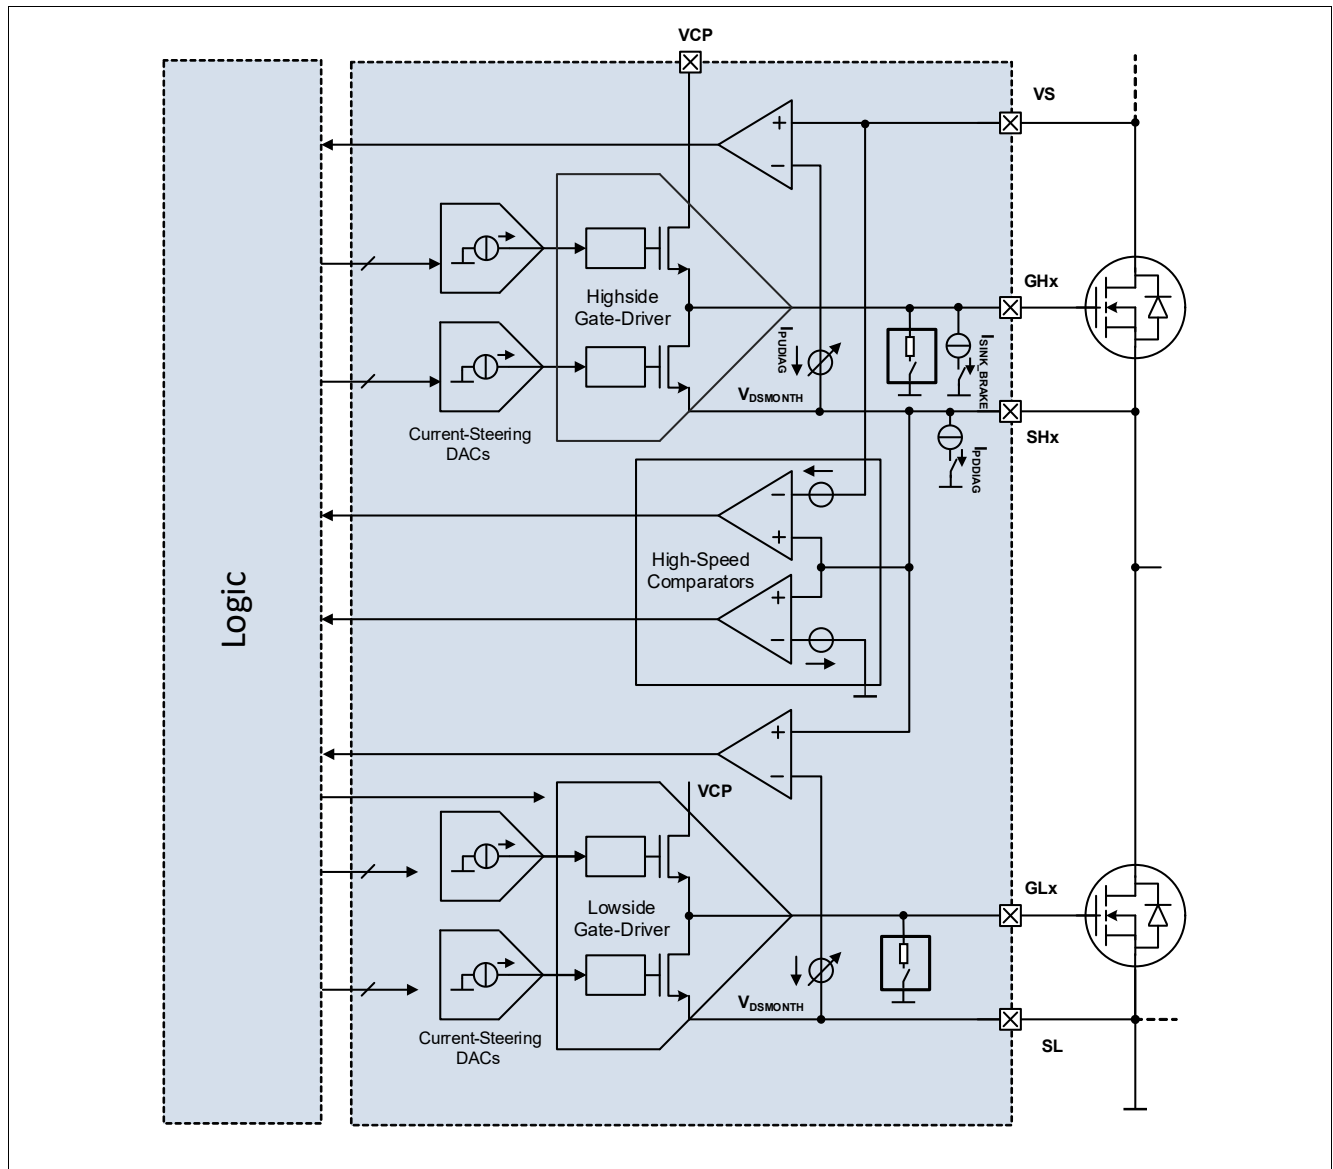 VCP
VS
+
−
GHx
Highside
Gate-Driver
IPUDIAG
ISINK_BRAKE
VDSMONTH
SHx
Current-Steering
DACs
IPDDIAG
−
+
High-Speed
Comparators
+
−
Logic
+
−
VCP
GLx
Lowside
Gate-Driver
VDSMONTH
Current-Steering
DACs
SL